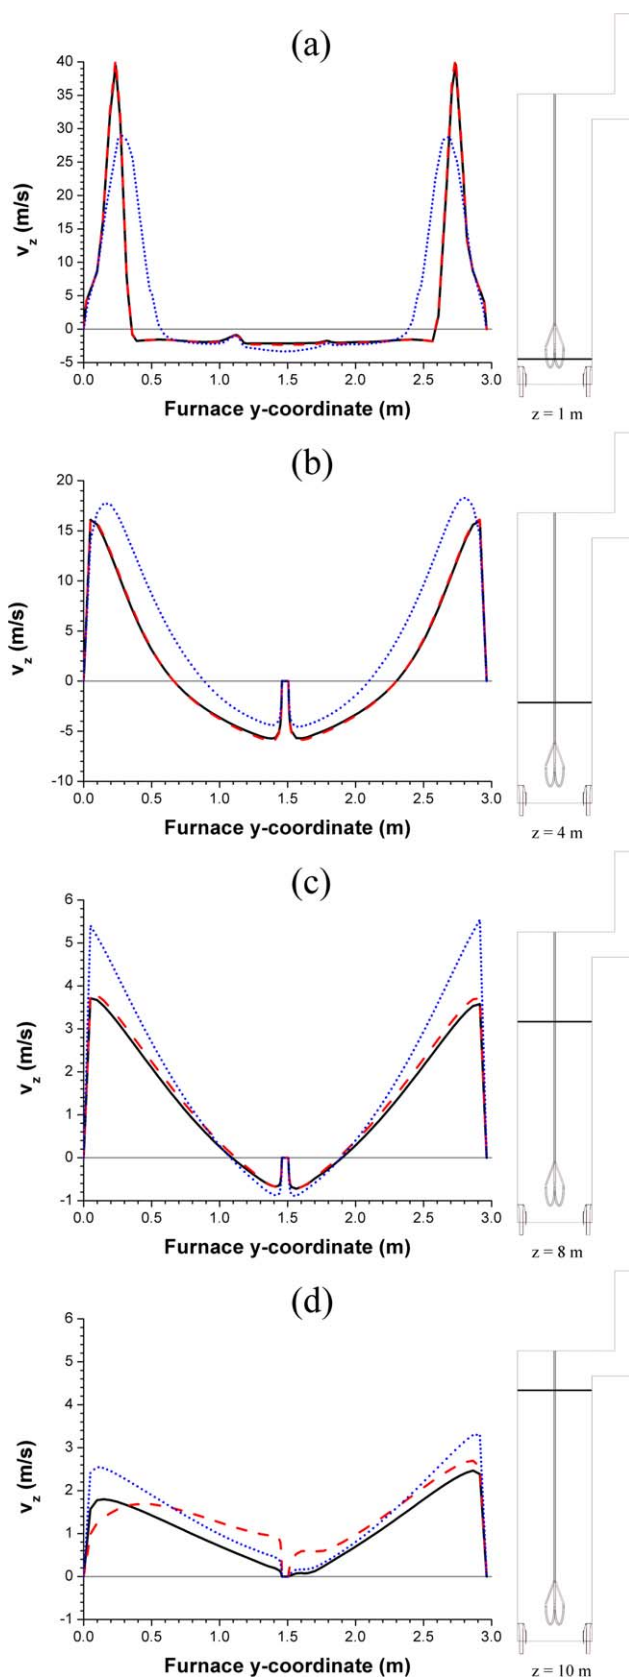 (a)
40
35
30
25
20
15
10
5
0
-5
v_z (m/s)
0.0 0.5 1.0 1.5 2.0 2.5 3.0
Furnace y-coordinate (m)
z = 1 m
(b)
20
15
10
5
0
-5
-10
v_z (m/s)
0.0 0.5 1.0 1.5 2.0 2.5 3.0
Furnace y-coordinate (m)
z = 4 m
(c)
6
5
4
3
2
1
0
-1
v_z (m/s)
0.0 0.5 1.0 1.5 2.0 2.5 3.0
Furnace y-coordinate (m)
z = 8 m
(d)
6
5
4
3
2
1
0
-1
v_z (m/s)
0.0 0.5 1.0 1.5 2.0 2.5 3.0
Furnace y-coordinate (m)
z = 10 m